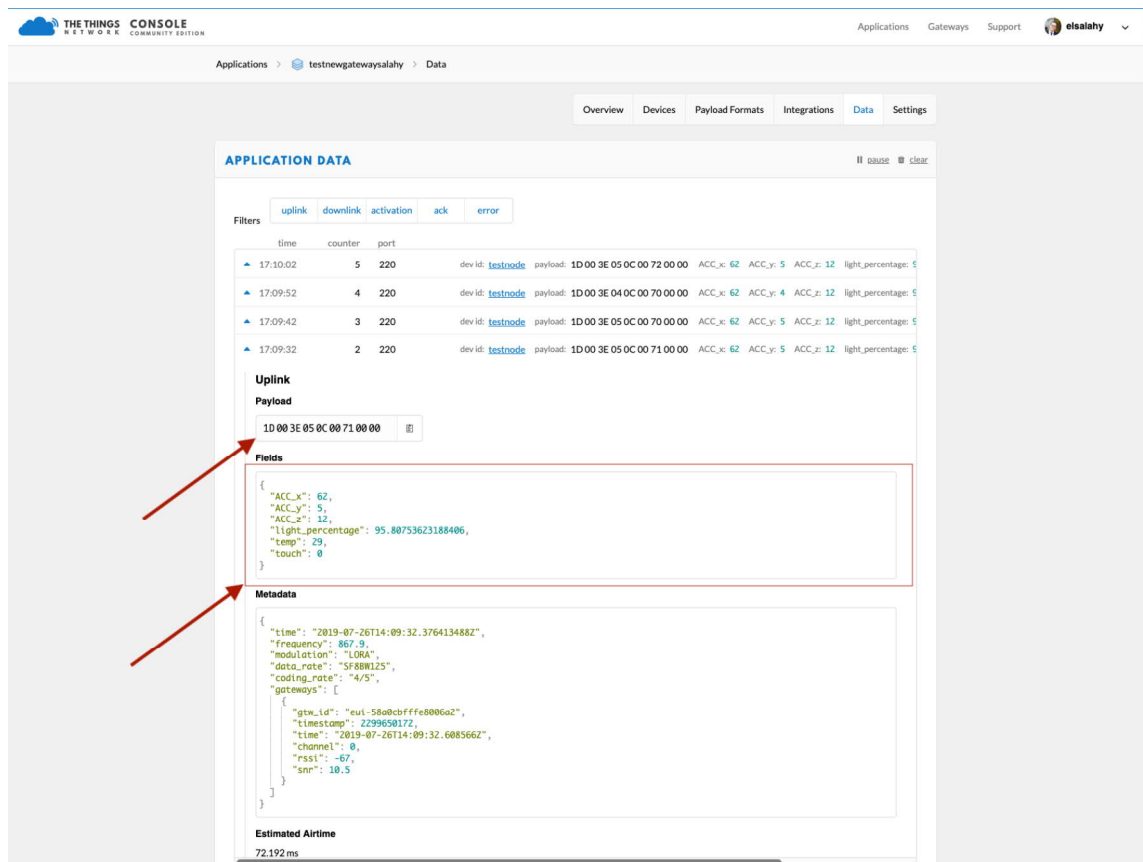 THE THINGS CONSOLE
NETWORK COMMUNITY EDITION
Applications Gateways Support elsalahy
Applications > testnewgatewaysalahy > Data
Overview Devices Payload Formats Integrations Data Settings
APPLICATION DATA
pause clear
Filters uplink downlink activation ack error
time counter port
17:10:02 5 220 dev id: testnode payload: 1D 00 3E 05 0C 00 72 00 00 ACC_x: 62 ACC_y: 5 ACC_z: 12 light_percentage: 9
17:09:52 4 220 dev id: testnode payload: 1D 00 3E 04 0C 00 70 00 00 ACC_x: 62 ACC_y: 4 ACC_z: 12 light_percentage: 9
17:09:42 3 220 dev id: testnode payload: 1D 00 3E 05 0C 00 70 00 00 ACC_x: 62 ACC_y: 5 ACC_z: 12 light_percentage: 9
17:09:32 2 220 dev id: testnode payload: 1D 00 3E 05 0C 00 71 00 00 ACC_x: 62 ACC_y: 5 ACC_z: 12 light_percentage: 9
Uplink
Payload
1D 00 3E 05 0C 00 71 00 00
Fields
{
"ACC_x": 62,
"ACC_y": 5,
"ACC_z": 12,
"light_percentage": 95.80753623188406,
"temp": 29,
"touch": 0
}
Metadata
{
"time": "2019-07-26T14:09:32.376413488Z",
"frequency": 867.9,
"modulation": "LORA",
"data_rate": "SF8BW125",
"coding_rate": "4/5",
"gateways": [
{
"gtw_id": "eui-58a0cbfffe8006a2",
"timestamp": 2299650172,
"time": "2019-07-26T14:09:32.608566Z",
"channel": 0,
"rssi": -67,
"snr": 10.5
}
]
}
Estimated Airtime
72.192 ms